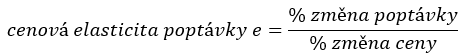 cenová elasticita poptávky e = % změna poptávky / % změna ceny